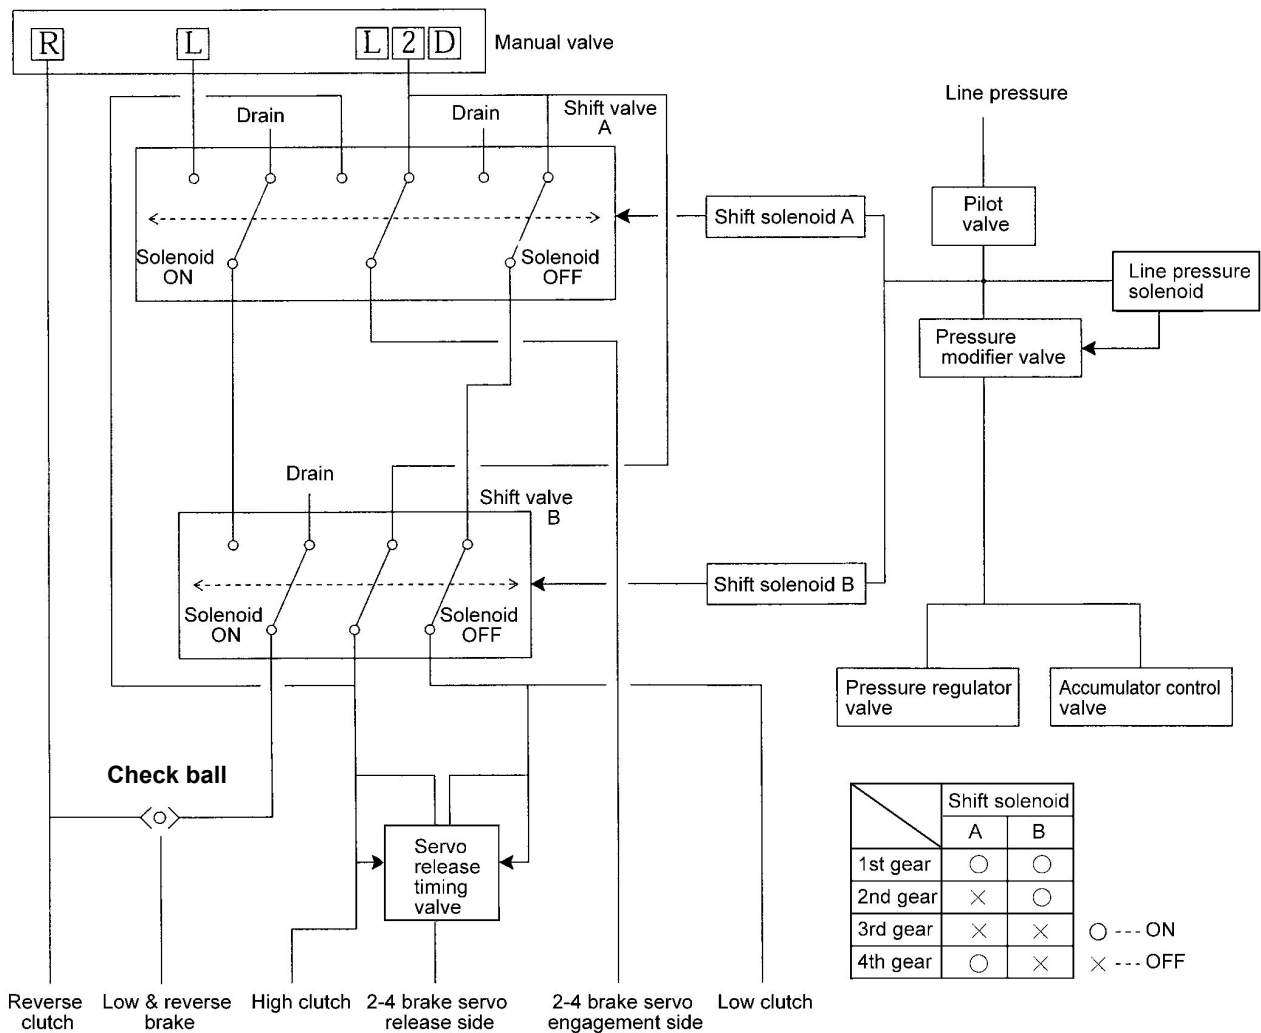 R
L
L 2 D
Manual valve
Line pressure
Drain
Drain
Shift valve
A
Shift solenoid A
Pilot
valve
Solenoid
ON
Solenoid
OFF
Line pressure
solenoid
Pressure
modifier valve
Drain
Shift valve
B
Shift solenoid B
Solenoid
ON
Solenoid
OFF
Pressure regulator
valve
Accumulator control
valve
Check ball
Servo
release
timing
valve
Shift solenoid
A B
1st gear ○ ○
2nd gear × ○
3rd gear × ×
4th gear ○ ×
○ --- ON
× --- OFF
Reverse
clutch
Low & reverse
brake
High clutch
2-4 brake servo
release side
2-4 brake servo
engagement side
Low clutch